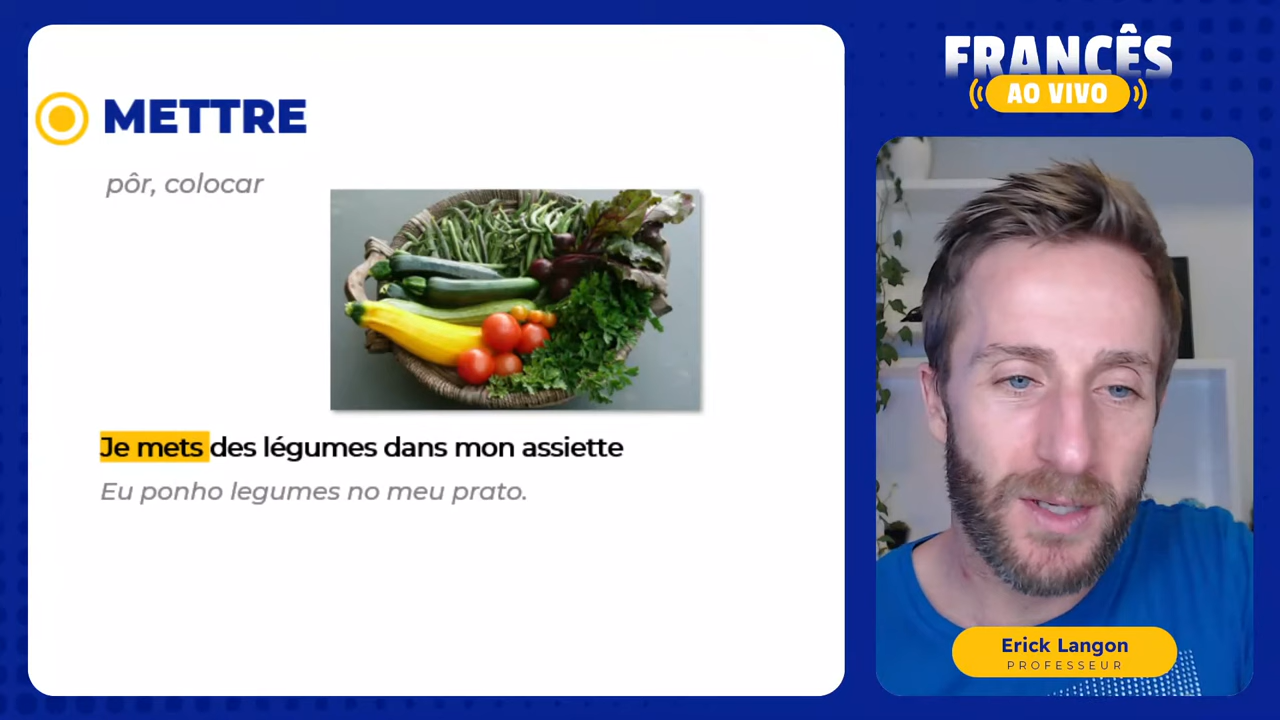 METTRE
pôr, colocar
Je mets des légumes dans mon assiette
Eu ponho legumes no meu prato.
FRANCÊS
AO VIVO
Erick Langon
PROFESSEUR